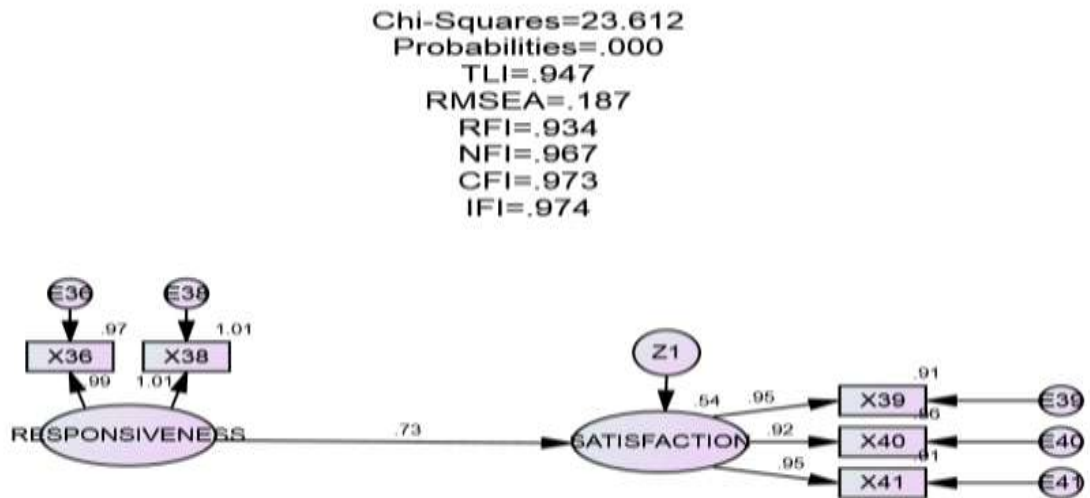 Chi-Squares=23.612
Probabilities=.000
TLI=.947
RMSEA=.187
RFI=.934
NFI=.967
CFI=.973
IFI=.974
E36
E38
.97
1.01
X36
X38
.99
1.01
RESPONSIVENESS
.73
Z1
.54
SATISFACTION
.95
.92
.95
.91
X39
E39
.86
X40
E40
.91
X41
E41